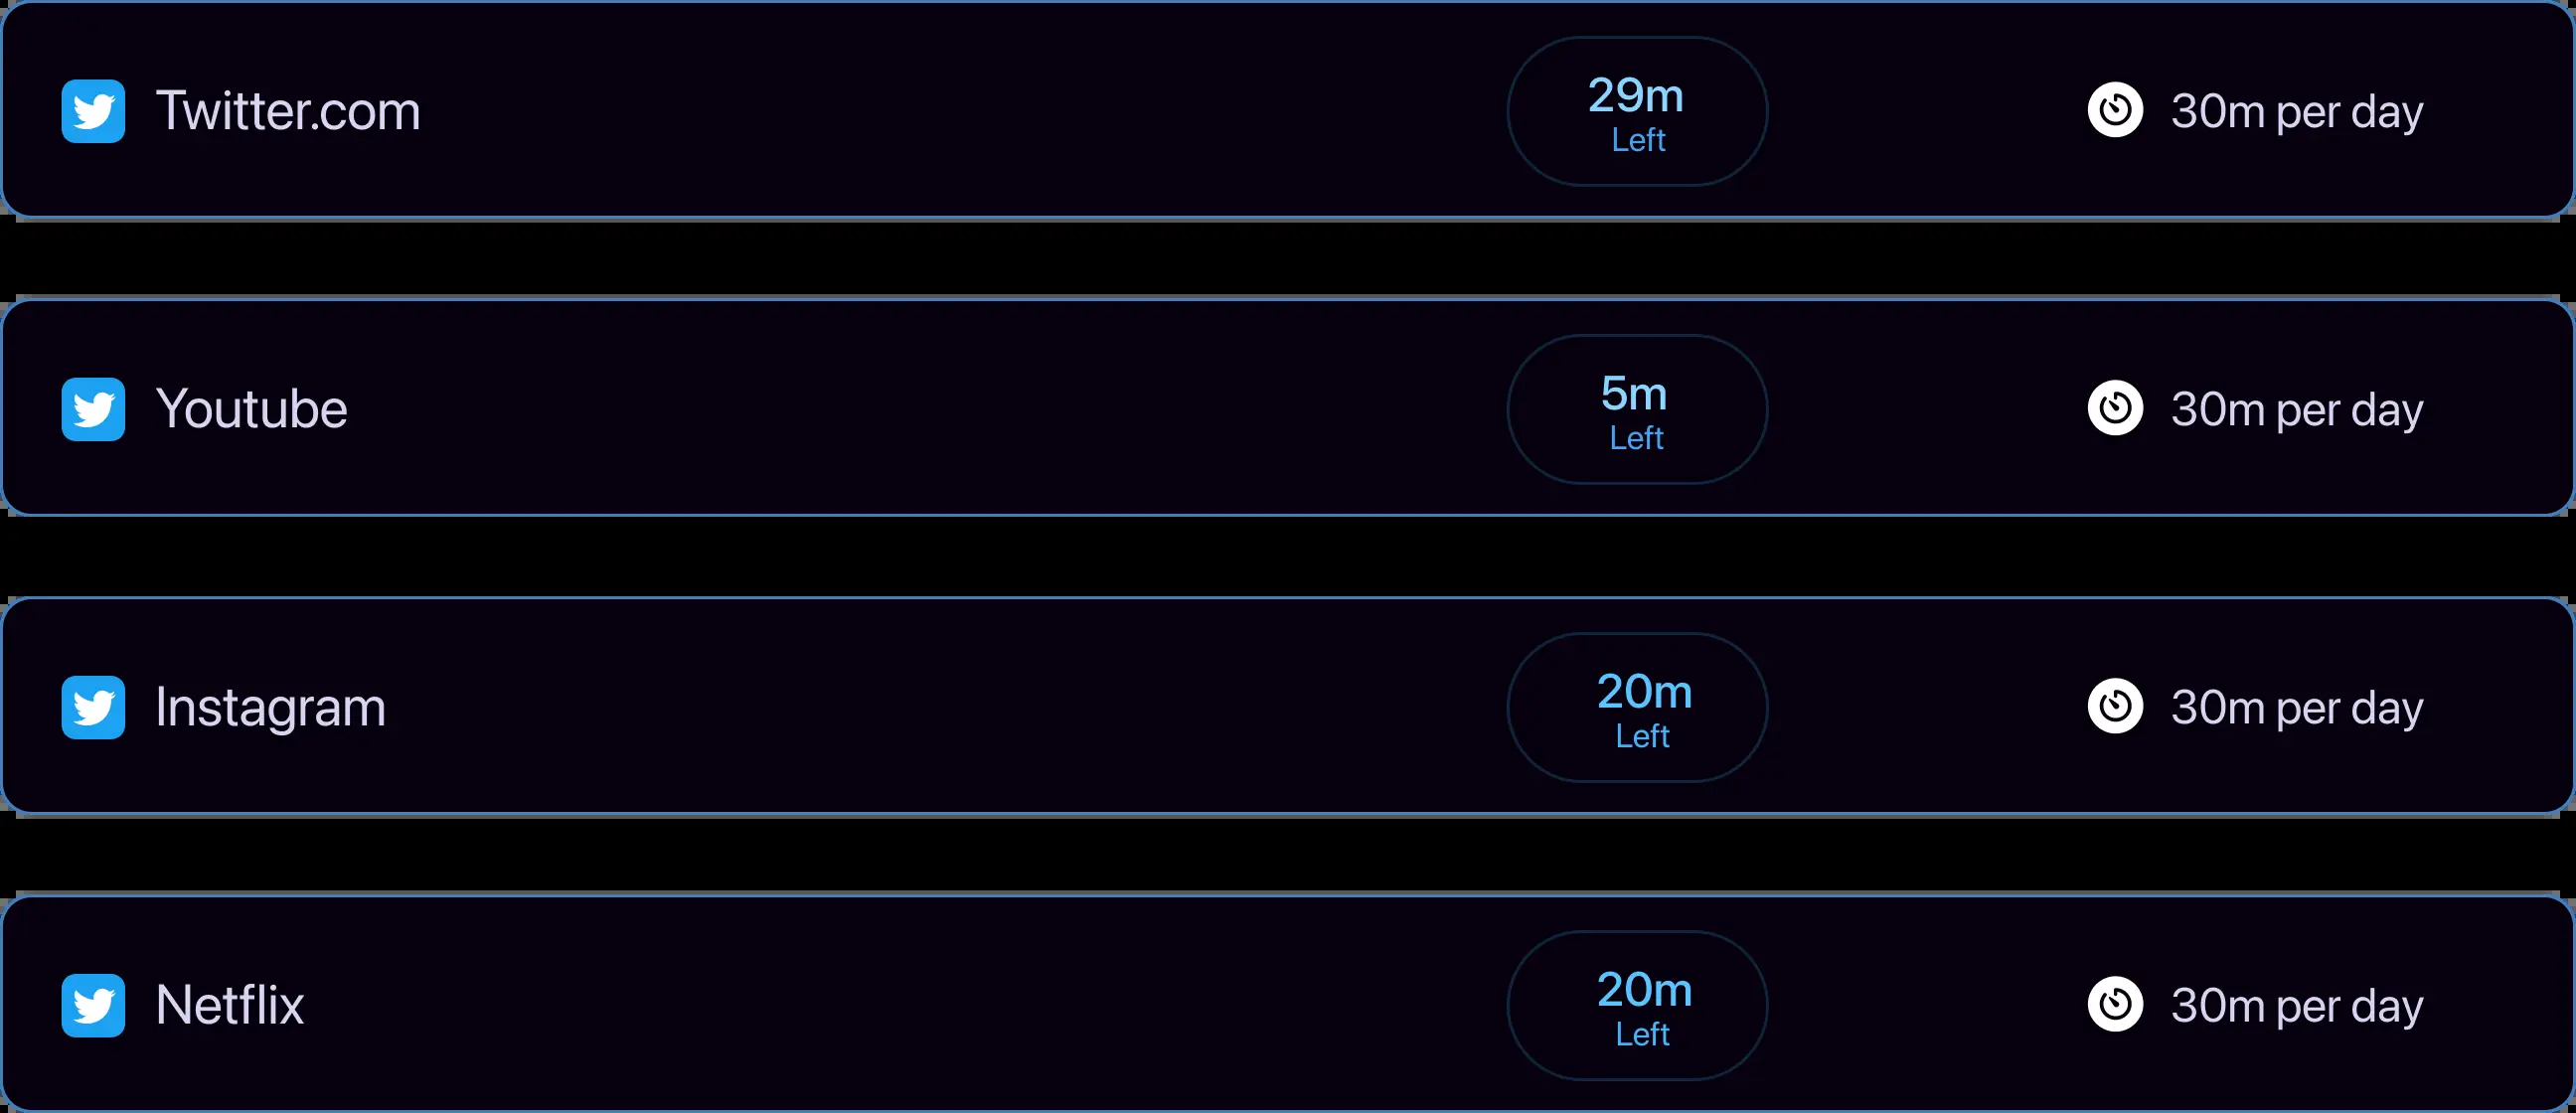 Twitter.com
29m
Left
30m per day
Youtube
5m
Left
30m per day
Instagram
20m
Left
30m per day
Netflix
20m
Left
30m per day